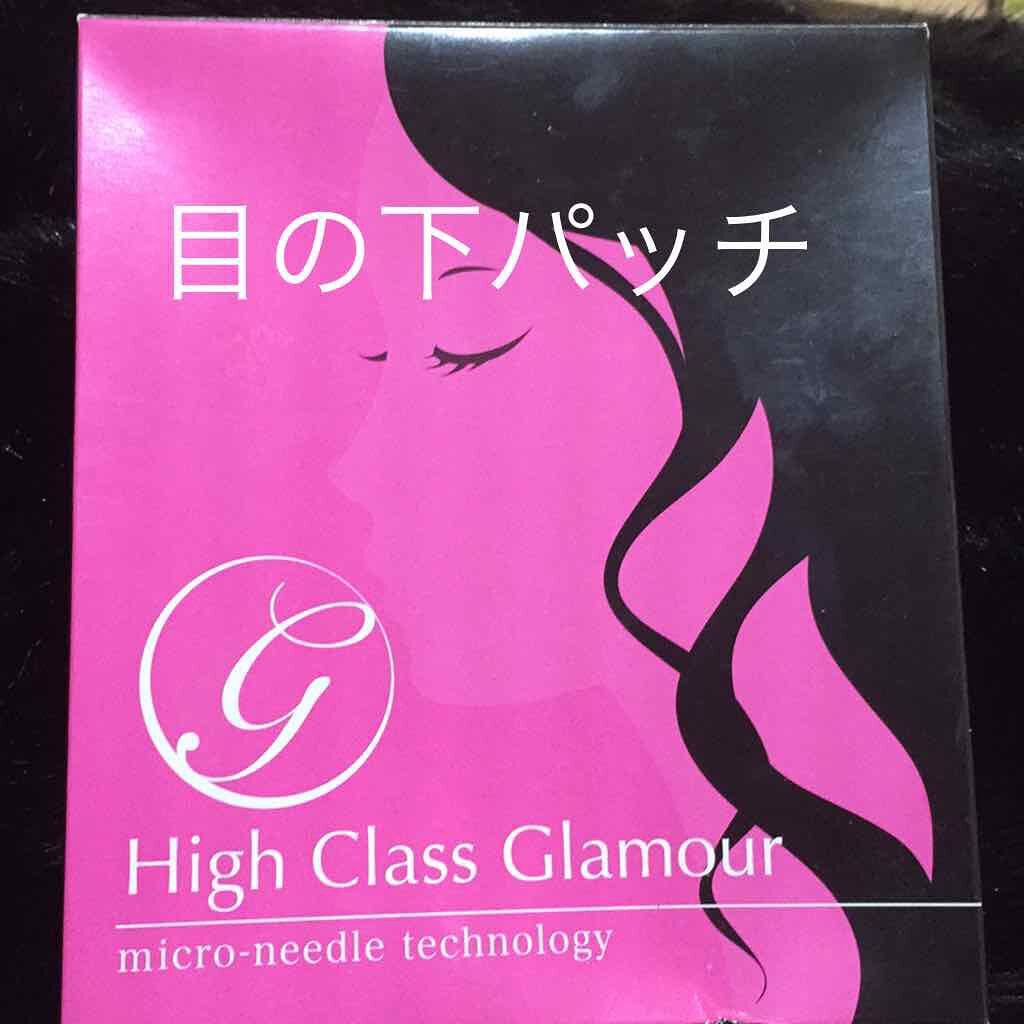 目の下パッチ
G
High Class Glamour
micro-needle technology